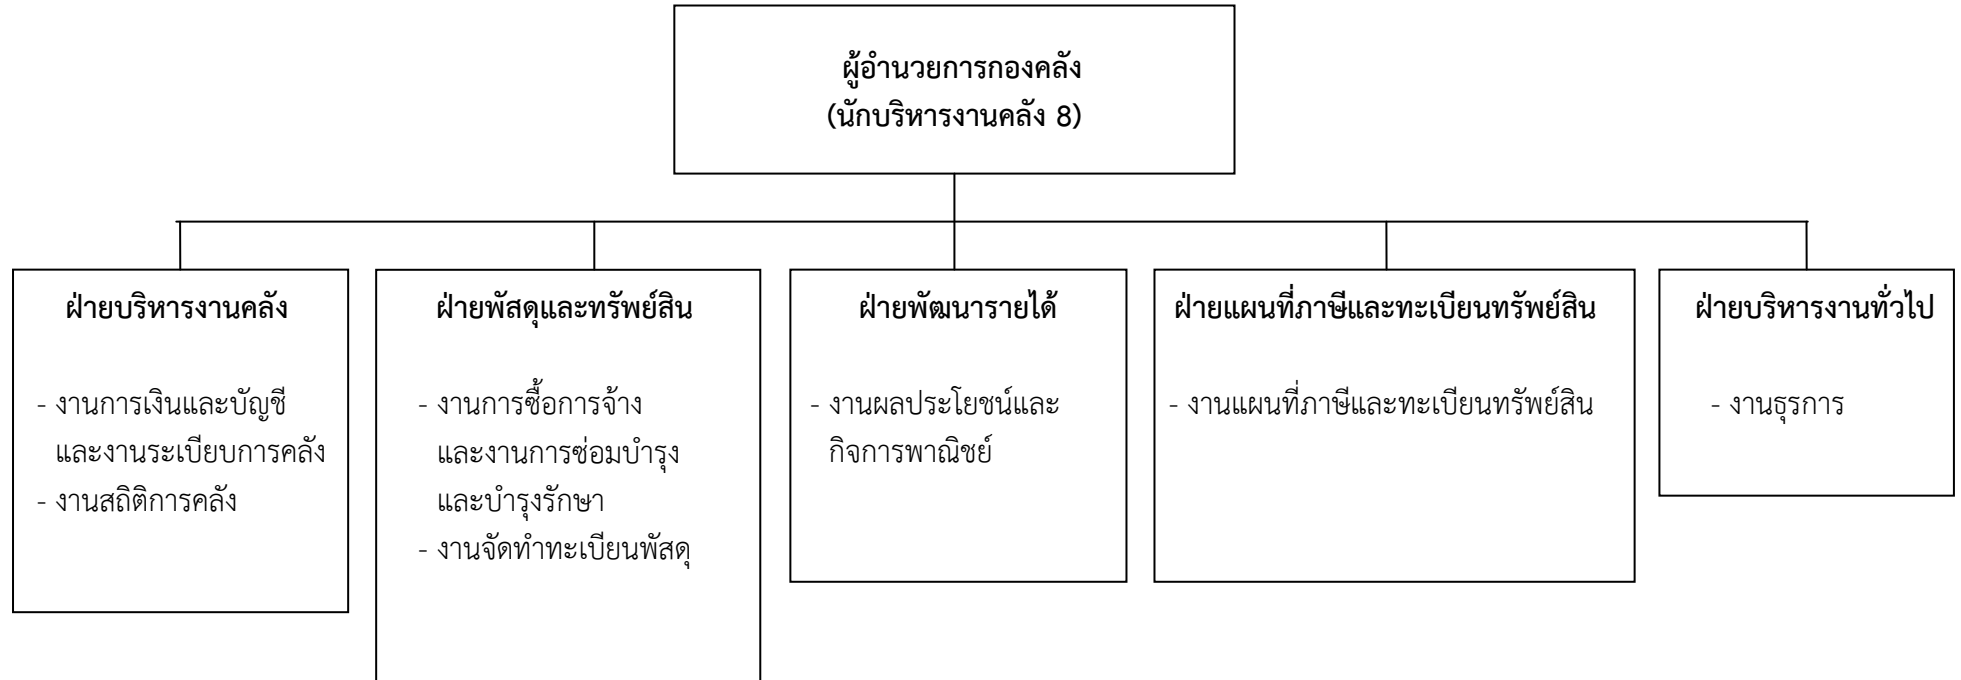 ผู้อำนวยการกองคลัง
(นักบริหารงานคลัง 8)
ฝ่ายบริหารงานคลัง
- งานการเงินและบัญชี
และงานระเบียบการคลัง
- งานสถิติการคลัง
ฝ่ายพัสดุและทรัพย์สิน
- งานการซื้อการจ้าง
และงานการซ่อมบำรุง
และบำรุงรักษา
- งานจัดทำทะเบียนพัสดุ
ฝ่ายพัฒนารายได้
- งานผลประโยชน์และ
กิจการพาณิชย์
ฝ่ายแผนที่ภาษีและทะเบียนทรัพย์สิน
- งานแผนที่ภาษีและทะเบียนทรัพย์สิน
ฝ่ายบริหารงานทั่วไป
- งานธุรการ